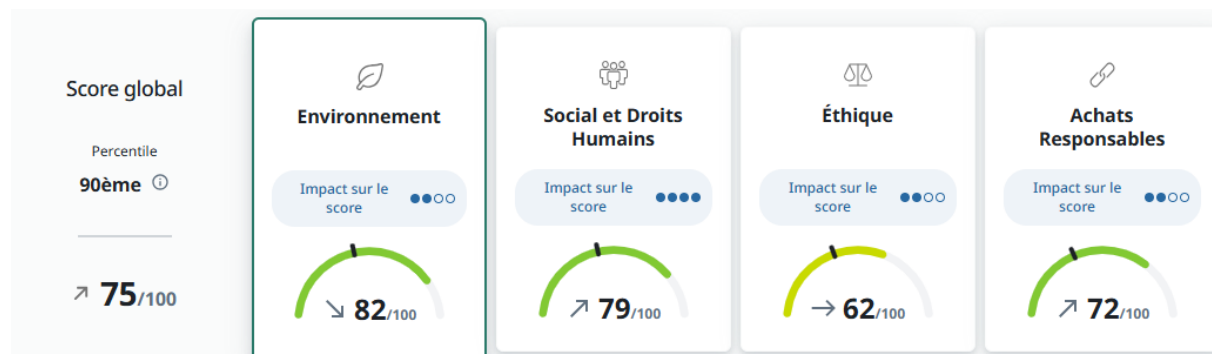 Score global
Percentile
90ème
75/100
Environnement
Impact sur le
score
82/100
Social et Droits
Humains
Impact sur le
score
79/100
Éthique
Impact sur le
score
62/100
Achats
Responsables
Impact sur le
score
72/100